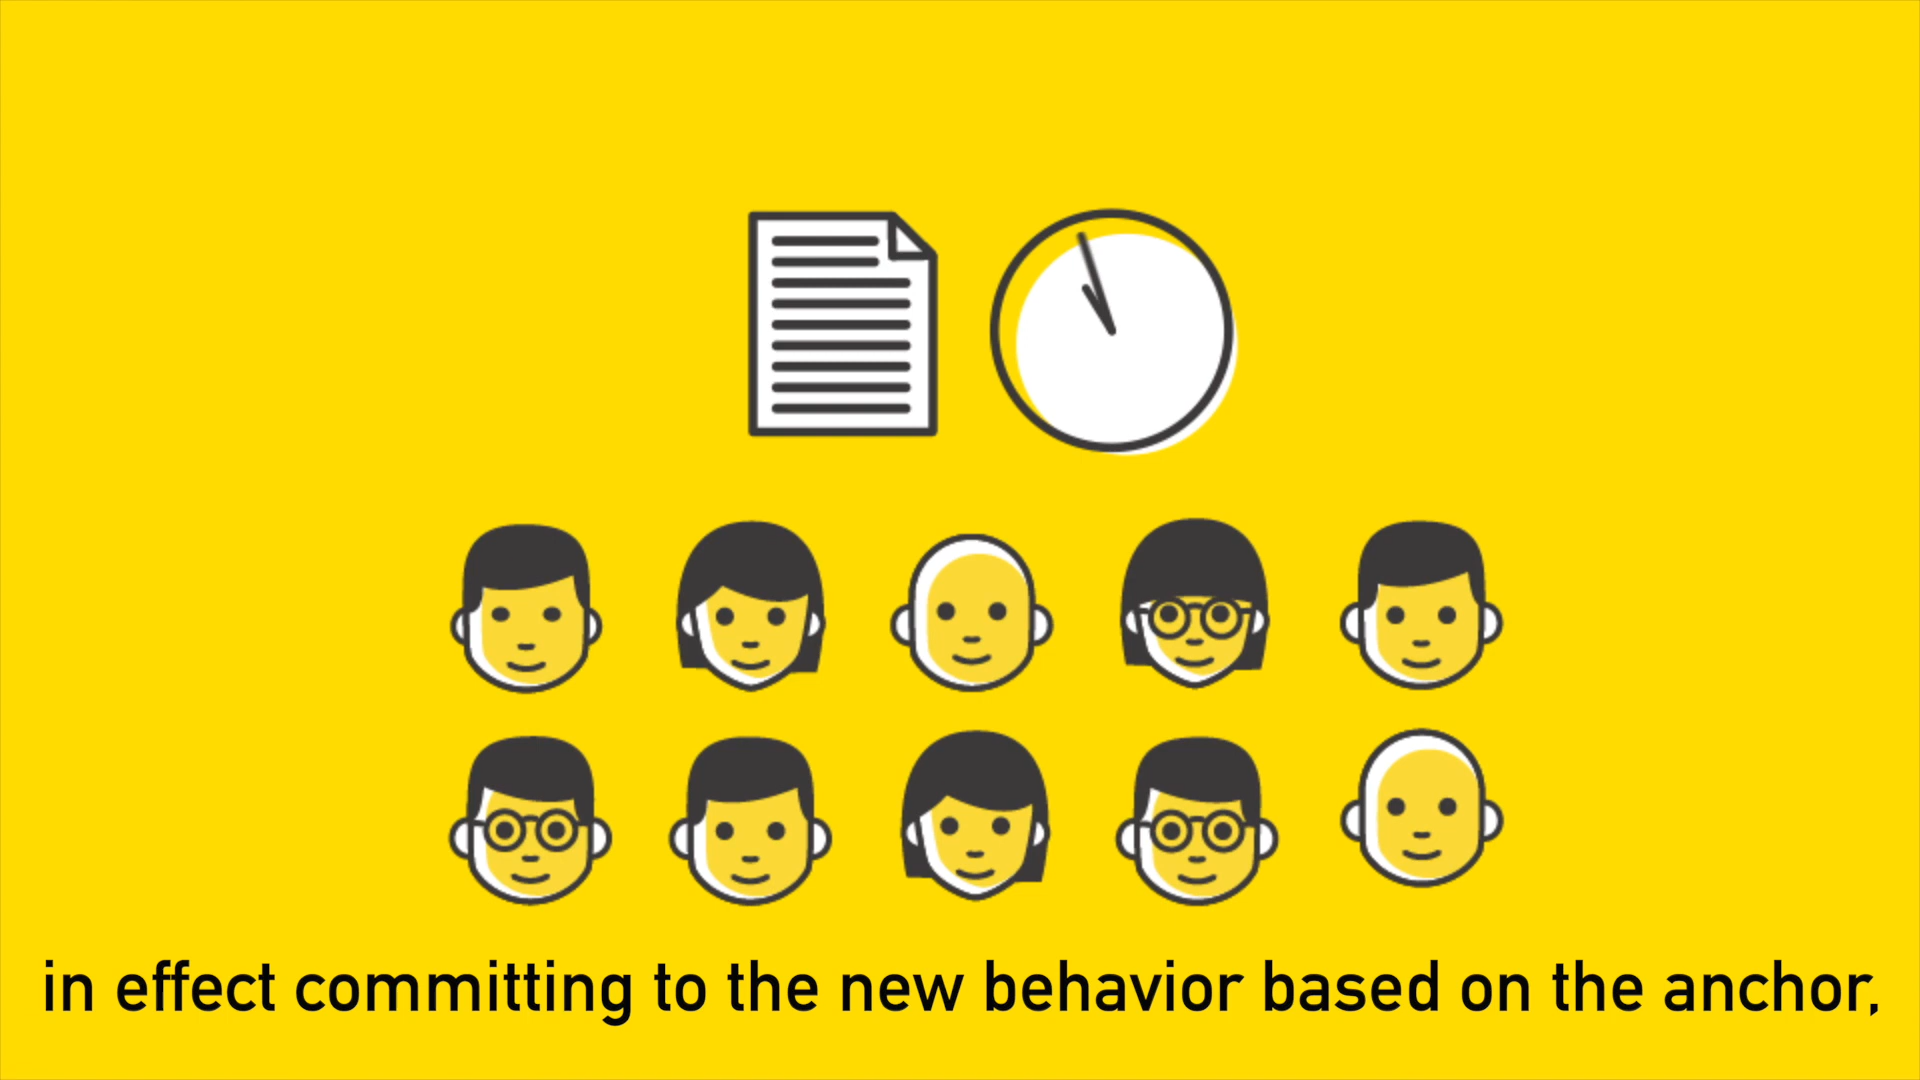 in effect committing to the new behavior based on the anchor,